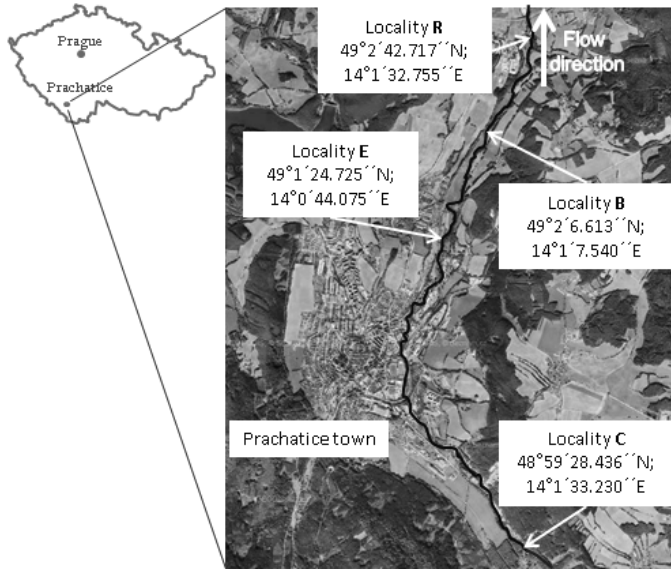 Prague
Prachatice
Locality R
49°2´42.717´´N;
14°1´32.755´´E
Flow
direction
Locality E
49°1´24.725´´N;
14°0´44.075´´E
Locality B
49°2´6.613´´N;
14°1´7.540´´E
Prachatice town
Locality C
48°59´28.436´´N;
14°1´33.230´´E